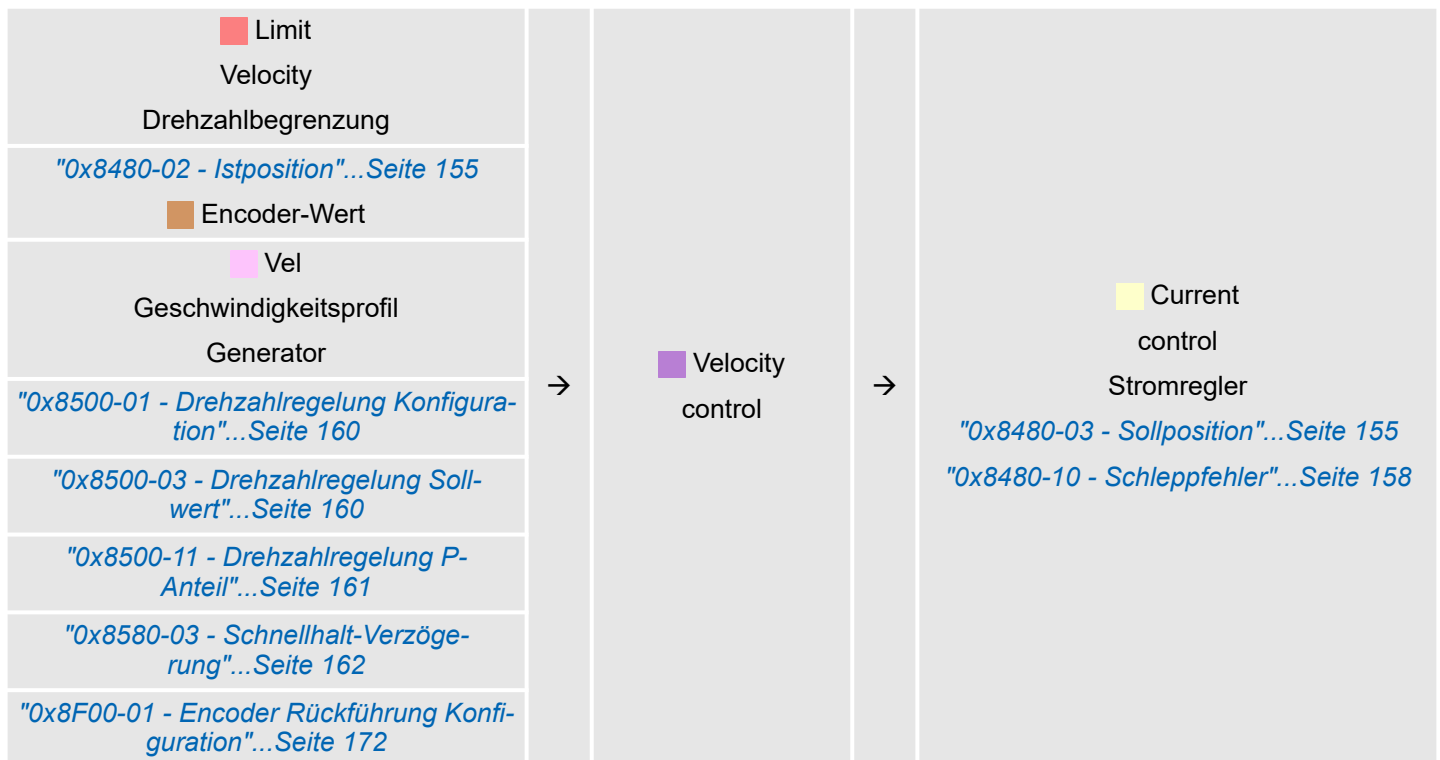 Limit
Velocity
Drehzahlbegrenzung
"0x8480-02 - Istposition"...Seite 155
Encoder-Wert
Vel
Geschwindigkeitsprofil
Generator
"0x8500-01 - Drehzahlregelung Konfigura-
tion"...Seite 160
"0x8500-03 - Drehzahlregelung Soll-
wert"...Seite 160
"0x8500-11 - Drehzahlregelung P-
Anteil"...Seite 161
"0x8580-03 - Schnellhalt-Verzöge-
rung"...Seite 162
"0x8F00-01 - Encoder Rückführung Konfi-
guration"...Seite 172
→
Velocity
control
→
Current
control
Stromregler
"0x8480-03 - Sollposition"...Seite 155
"0x8480-10 - Schleppfehler"...Seite 158